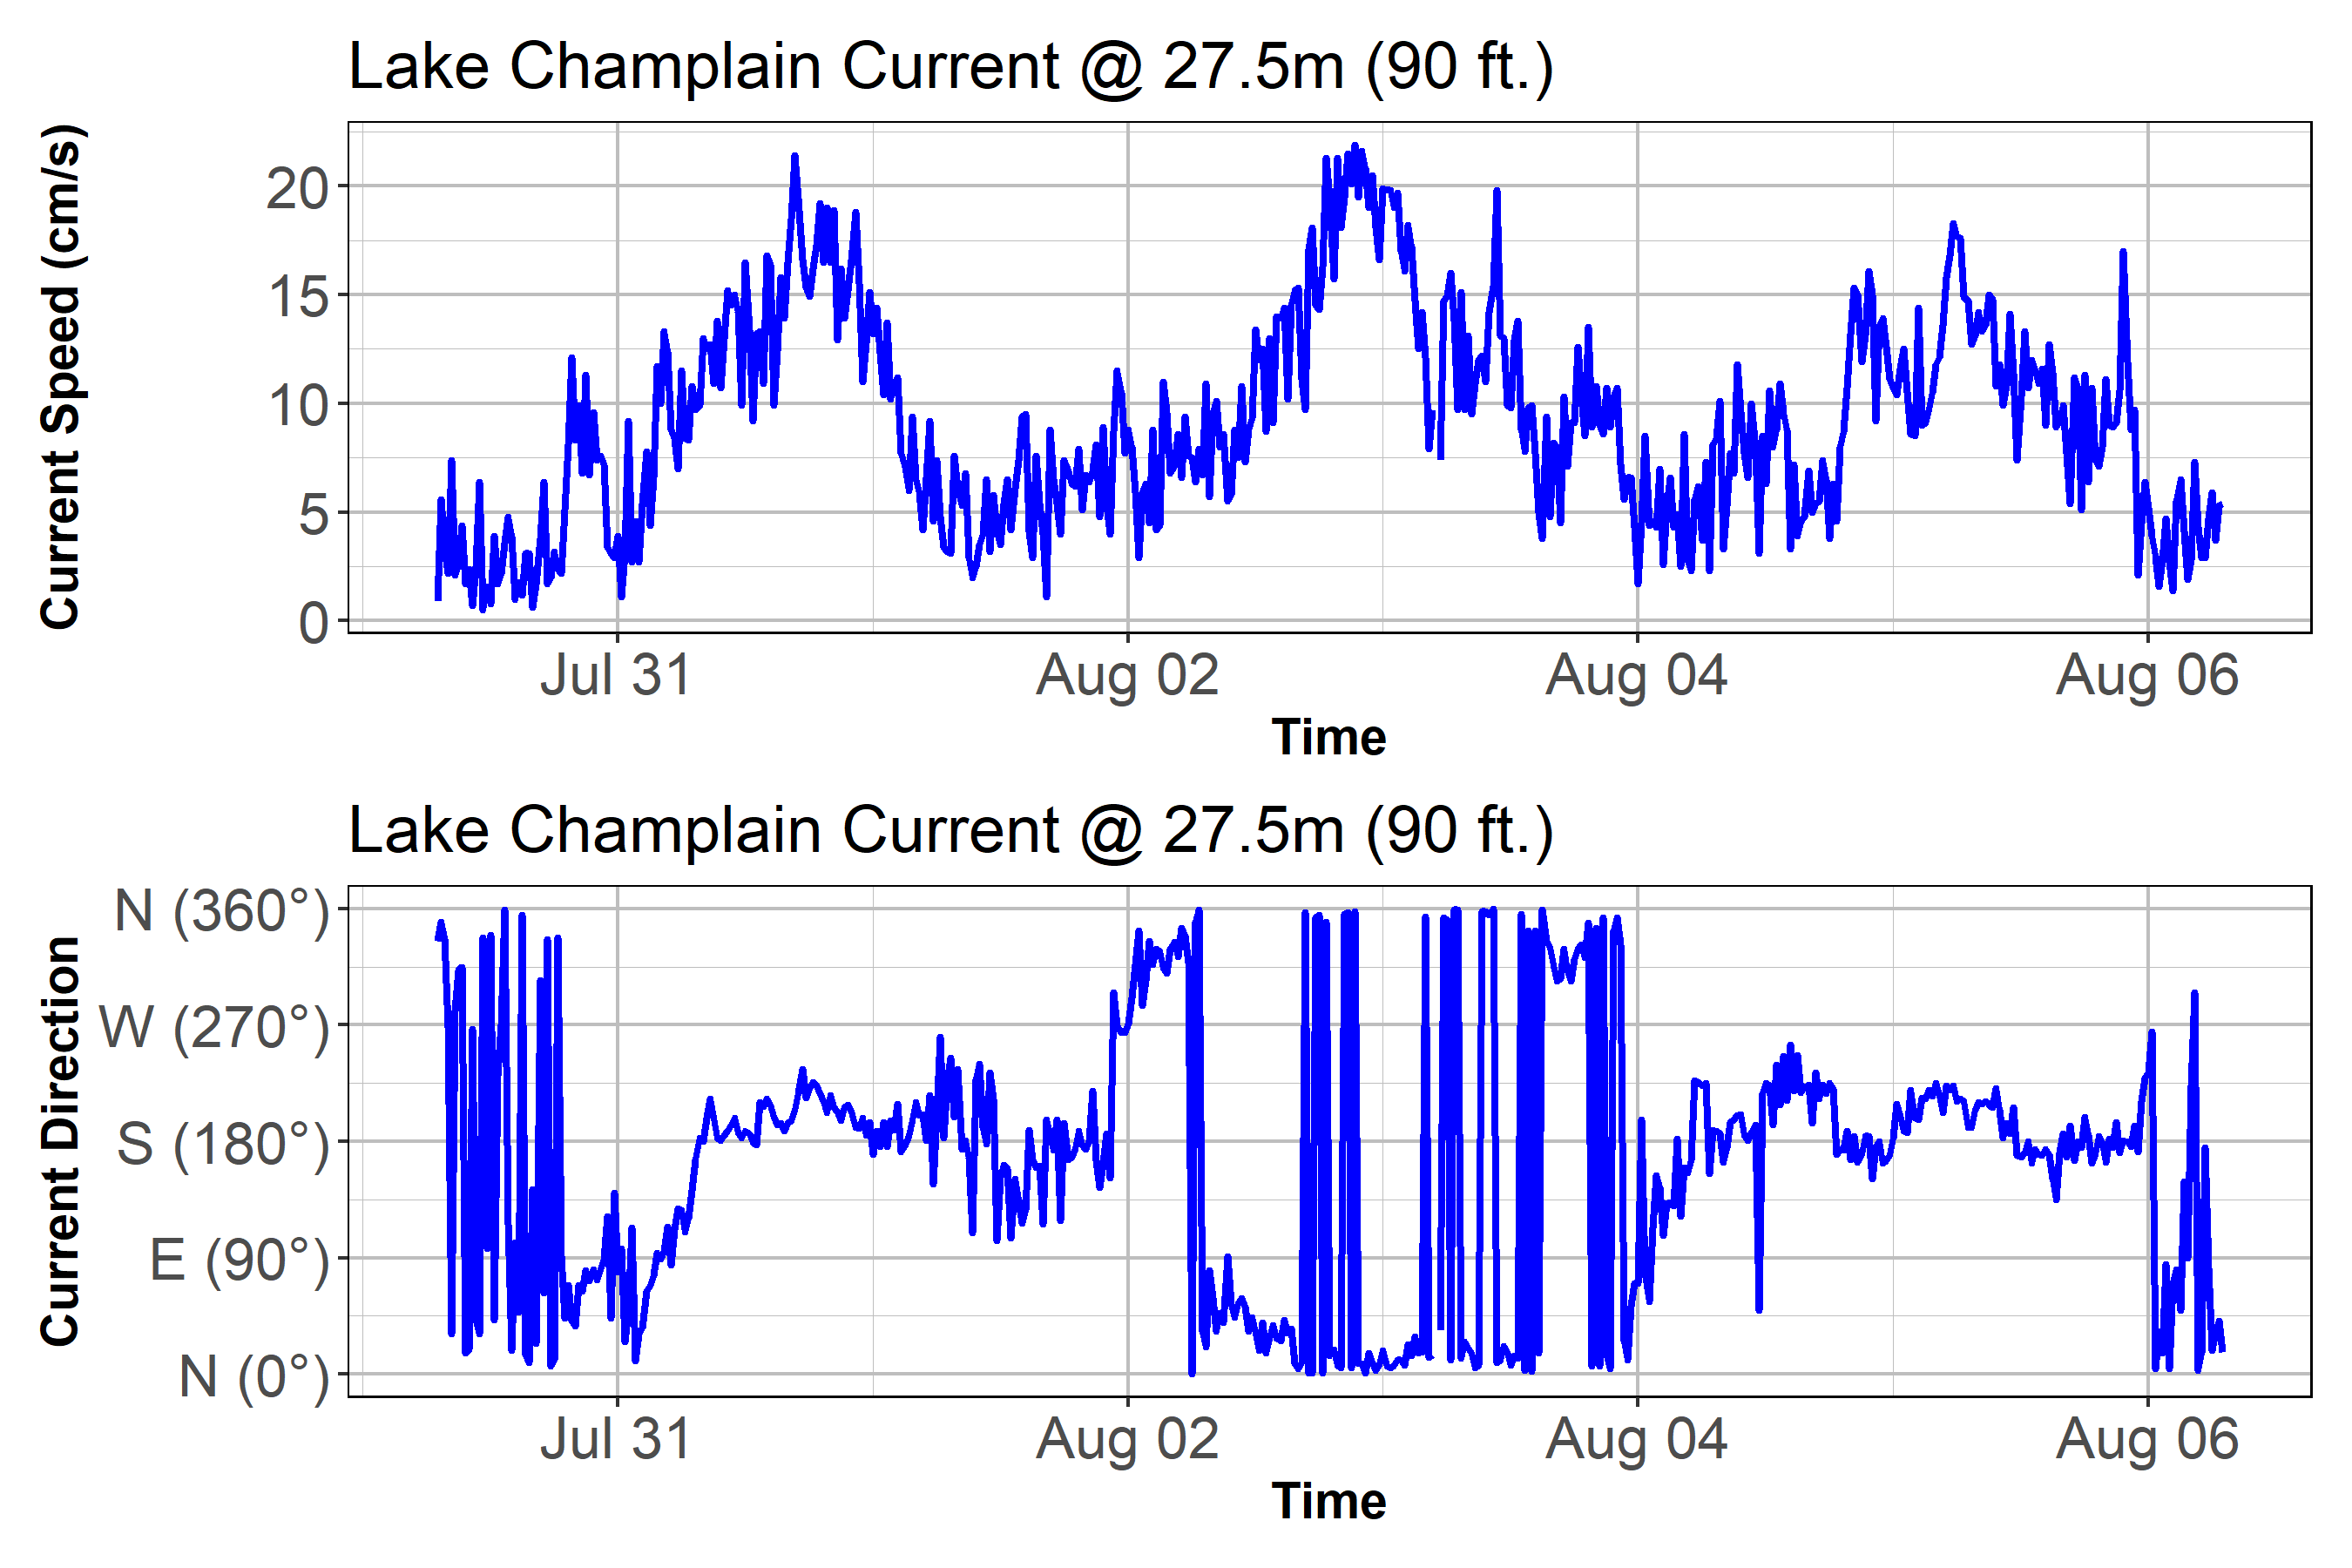 Lake Champlain Current @ 27.5m (90 ft.)
Current Speed (cm/s)
20
15
10
5
0
Jul 31 Aug 02 Aug 04 Aug 06
Time
Lake Champlain Current @ 27.5m (90 ft.)
Current Direction
N (360°)
W (270°)
S (180°)
E (90°)
N (0°)
Jul 31 Aug 02 Aug 04 Aug 06
Time